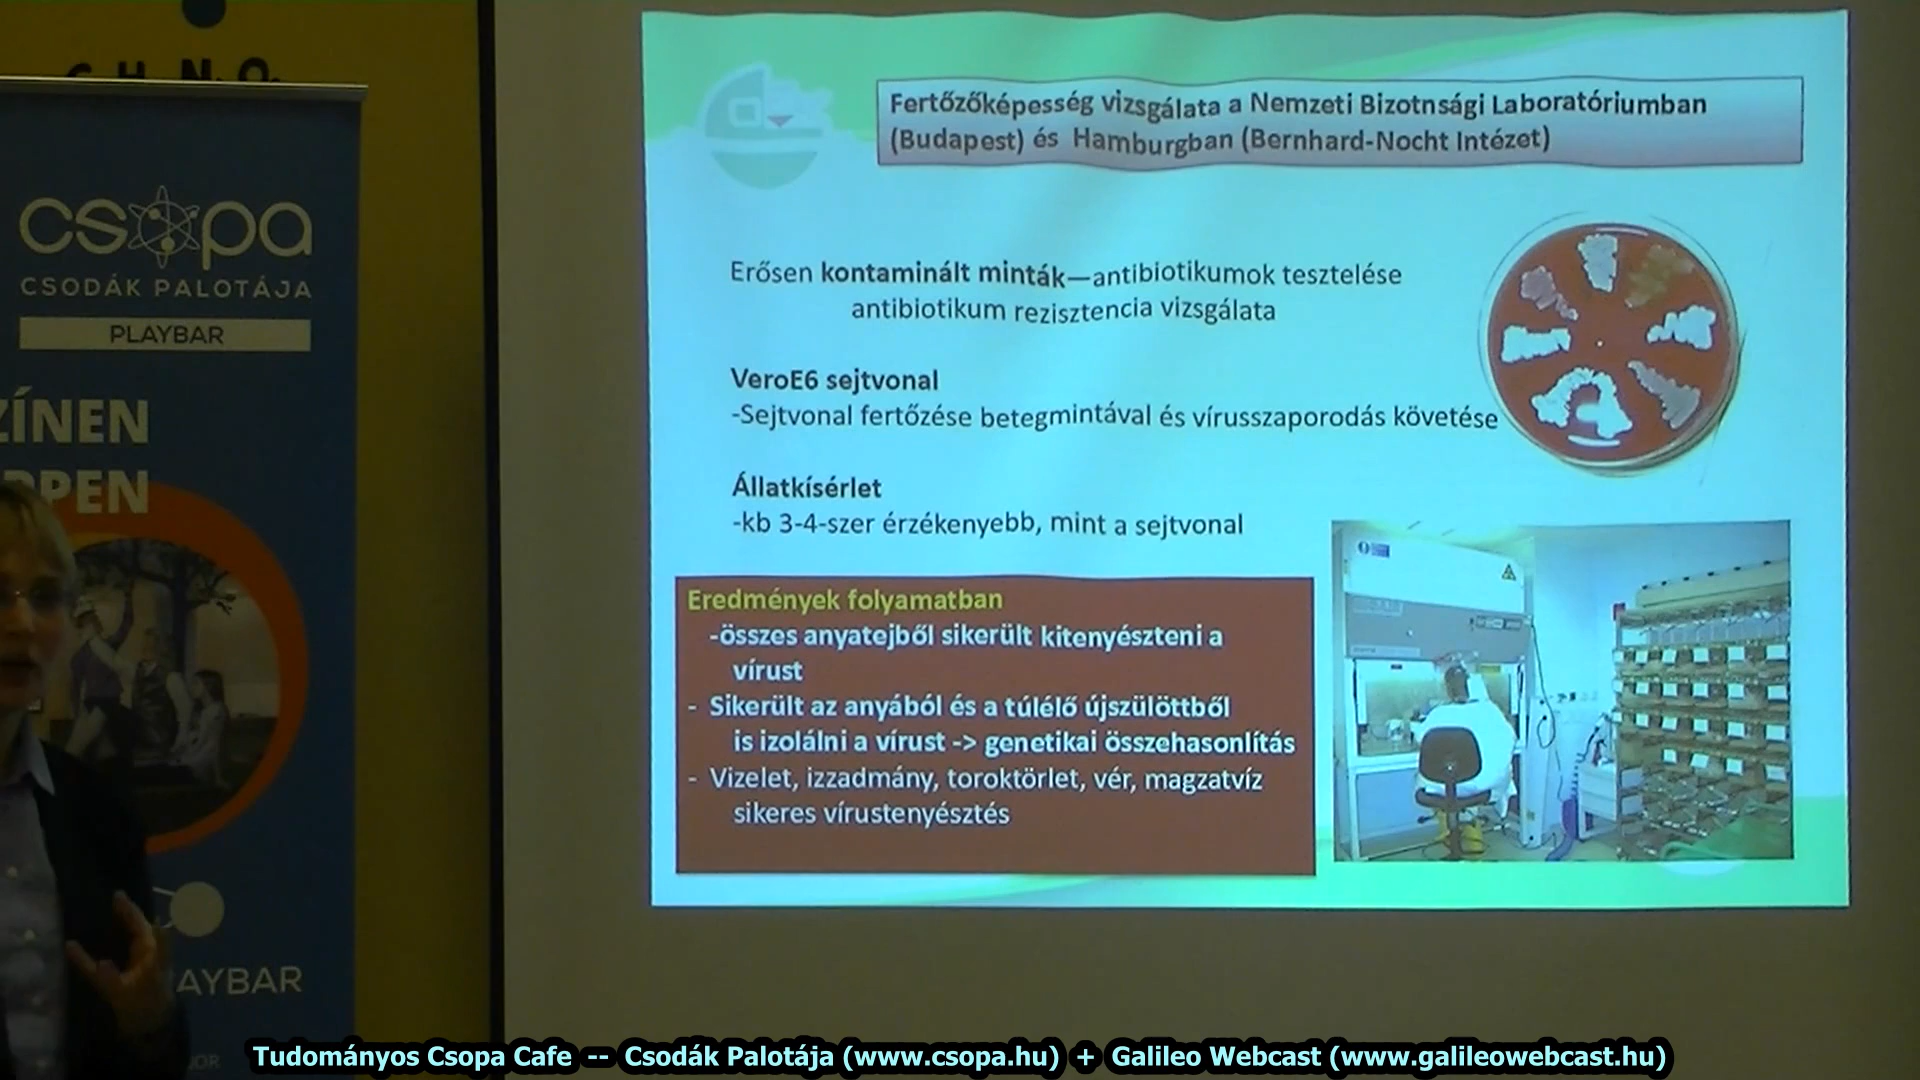 C.H.N.O.
csopa
CSODÁK PALOTÁJA
PLAYBAR
ZÍNEN
PPEN
AYBAR
Fertőzőképesség vizsgálata a Nemzeti Bizotnsági Laboratóriumban
(Budapest) és Hamburgban (Bernhard-Nocht Intézet)
Erősen kontaminált minták—antibiotikumok tesztelése
antibiotikum rezisztencia vizsgálata
VeroE6 sejtvonal
-Sejtvonal fertőzése betegmintával és vírusszaporodás követése
Állatkísérlet
-kb 3-4-szer érzékenyebb, mint a sejtvonal
Eredmények folyamatban
-összes anyatejből sikerült kitenyészteni a
vírust
- Sikerült az anyából és a túlélő újszülöttből
is izolálni a vírust -> genetikai összehasonlítás
- Vizelet, izzadmány, toroktörlet, vér, magzatvíz
sikeres vírustenyésztés
Tudományos Csopa Cafe -- Csodák Palotája (www.csopa.hu) + Galileo Webcast (www.galileowebcast.hu)